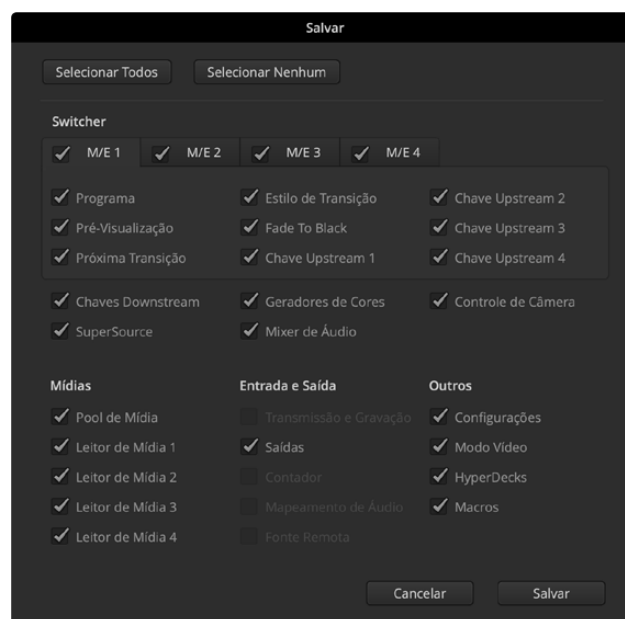 Salvar
Selecionar Todos Selecionar Nenhum
Switcher
M/E 1 M/E 2 M/E 3 M/E 4
Programa Estilo de Transição Chave Upstream 2
Pré-Visualização Fade To Black Chave Upstream 3
Próxima Transição Chave Upstream 1 Chave Upstream 4
Chaves Downstream Geradores de Cores Controle de Câmera
SuperSource Mixer de Áudio
Mídias Entrada e Saída Outros
Pool de Mídia Transmissão e Gravação Configurações
Leitor de Mídia 1 Saídas Modo Vídeo
Leitor de Mídia 2 Contador HyperDecks
Leitor de Mídia 3 Mapeamento de Áudio Macros
Leitor de Mídia 4 Fonte Remota
Cancelar Salvar